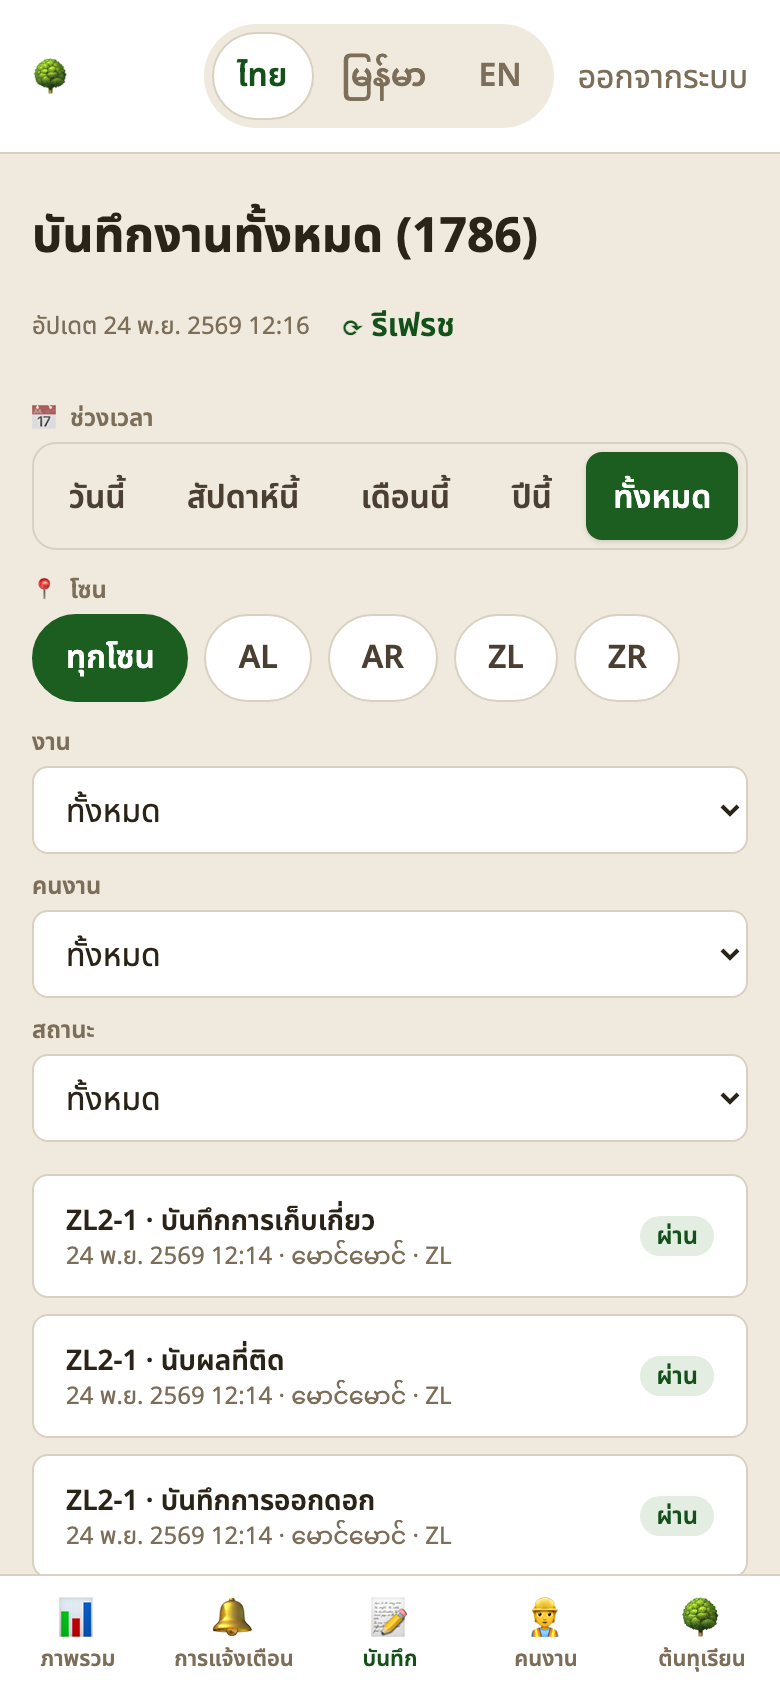 ไทย မြန်မာ EN ออกจากระบบ
บันทึกงานทั้งหมด (1786)
อัปเดต 24 พ.ย. 2569 12:16 ⟳ รีเฟรช
17 ช่วงเวลา
วันนี้ สัปดาห์นี้ เดือนนี้ ปีนี้ ทั้งหมด
โซน
ทุกโซน AL AR ZL ZR
งาน
ทั้งหมด
คนงาน
ทั้งหมด
สถานะ
ทั้งหมด
ZL2-1 · บันทึกการเก็บเกี่ยว
24 พ.ย. 2569 12:14 · မောင်မောင် · ZL
ผ่าน
ZL2-1 · นับผลที่ติด
24 พ.ย. 2569 12:14 · မောင်မောင် · ZL
ผ่าน
ZL2-1 · บันทึกการออกดอก
24 พ.ย. 2569 12:14 · မောင်မောင် · ZL
ผ่าน
ภาพรวม การแจ้งเตือน บันทึก คนงาน ต้นทุเรียน